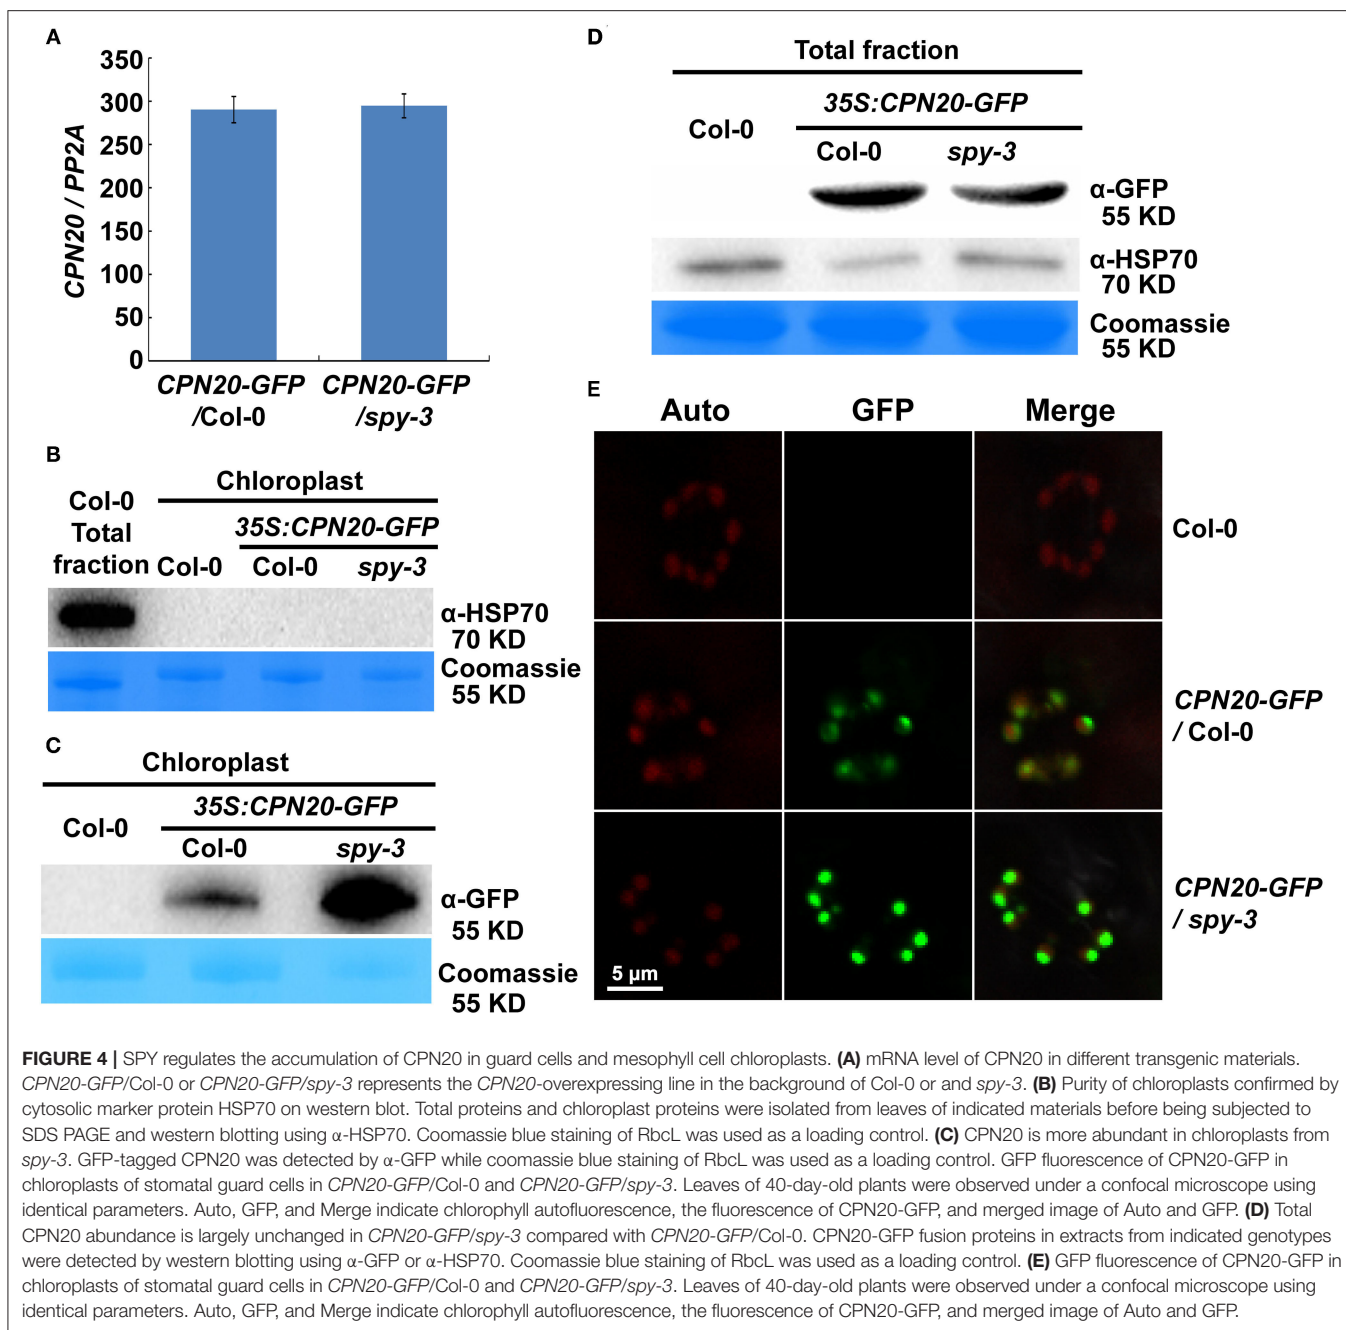 A
350
300
250
200
150
100
50
0
CPN20 / PP2A
CPN20-GFP
/Col-0
CPN20-GFP
/spy-3
B
Col-0
Total
fraction
Chloroplast
35S:CPN20-GFP
Col-0
Col-0
spy-3
α-HSP70
70 KD
Coomassie
55 KD
C
Chloroplast
35S:CPN20-GFP
Col-0
Col-0
spy-3
α-GFP
55 KD
Coomassie
55 KD
D
Total fraction
35S:CPN20-GFP
Col-0
Col-0
spy-3
α-GFP
55 KD
α-HSP70
70 KD
Coomassie
55 KD
E
Auto GFP Merge
Col-0
CPN20-GFP
/ Col-0
CPN20-GFP
/ spy-3
5 µm
FIGURE 4 | SPY regulates the accumulation of CPN20 in guard cells and mesophyll cell chloroplasts. (A) mRNA level of CPN20 in different transgenic materials.
CPN20-GFP/Col-0 or CPN20-GFP/spy-3 represents the CPN20-overexpressing line in the background of Col-0 or and spy-3. (B) Purity of chloroplasts confirmed by
cytosolic marker protein HSP70 on western blot. Total proteins and chloroplast proteins were isolated from leaves of indicated materials before being subjected to
SDS PAGE and western blotting using α-HSP70. Coomassie blue staining of RbcL was used as a loading control. (C) CPN20 is more abundant in chloroplasts from
spy-3. GFP-tagged CPN20 was detected by α-GFP while coomassie blue staining of RbcL was used as a loading control. GFP fluorescence of CPN20-GFP in
chloroplasts of stomatal guard cells in CPN20-GFP/Col-0 and CPN20-GFP/spy-3. Leaves of 40-day-old plants were observed under a confocal microscope using
identical parameters. Auto, GFP, and Merge indicate chlorophyll autofluorescence, the fluorescence of CPN20-GFP, and merged image of Auto and GFP. (D) Total
CPN20 abundance is largely unchanged in CPN20-GFP/spy-3 compared with CPN20-GFP/Col-0. CPN20-GFP fusion proteins in extracts from indicated genotypes
were detected by western blotting using α-GFP or α-HSP70. Coomassie blue staining of RbcL was used as a loading control. (E) GFP fluorescence of CPN20-GFP in
chloroplasts of stomatal guard cells in CPN20-GFP/Col-0 and CPN20-GFP/spy-3. Leaves of 40-day-old plants were observed under a confocal microscope using
identical parameters. Auto, GFP, and Merge indicate chlorophyll autofluorescence, the fluorescence of CPN20-GFP, and merged image of Auto and GFP.